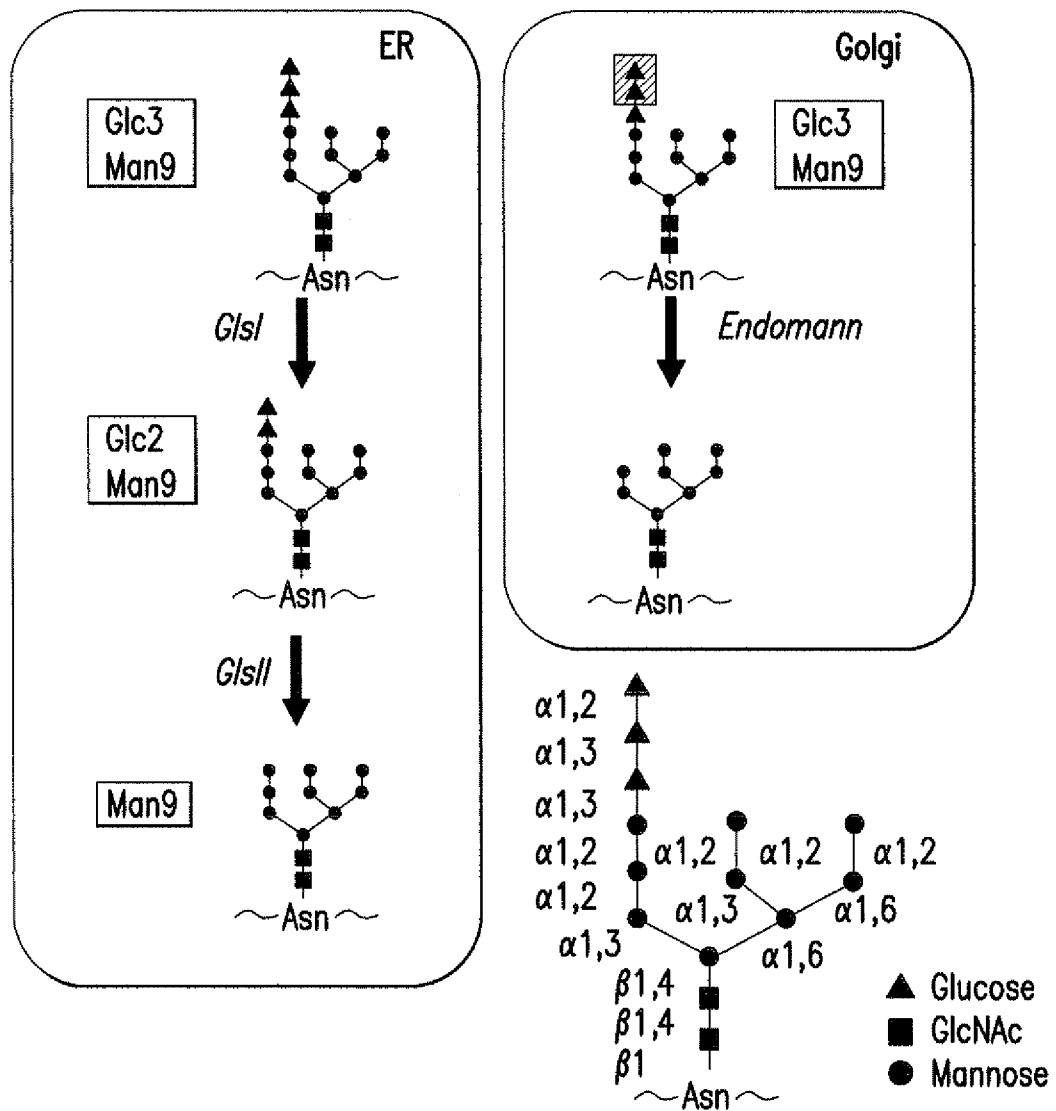 ER
Glc3
Man9
Asn
GlsI
Glc2
Man9
Asn
GlsII
Man9
Asn
Golgi
Glc3
Man9
Asn
Endomann
Asn
α1,2
α1,3
α1,3
α1,2 α1,2 α1,2 α1,2
α1,2 α1,3 α1,6
α1,3 α1,6
β1,4
β1,4
β1
Asn
Glucose
GlcNAc
Mannose